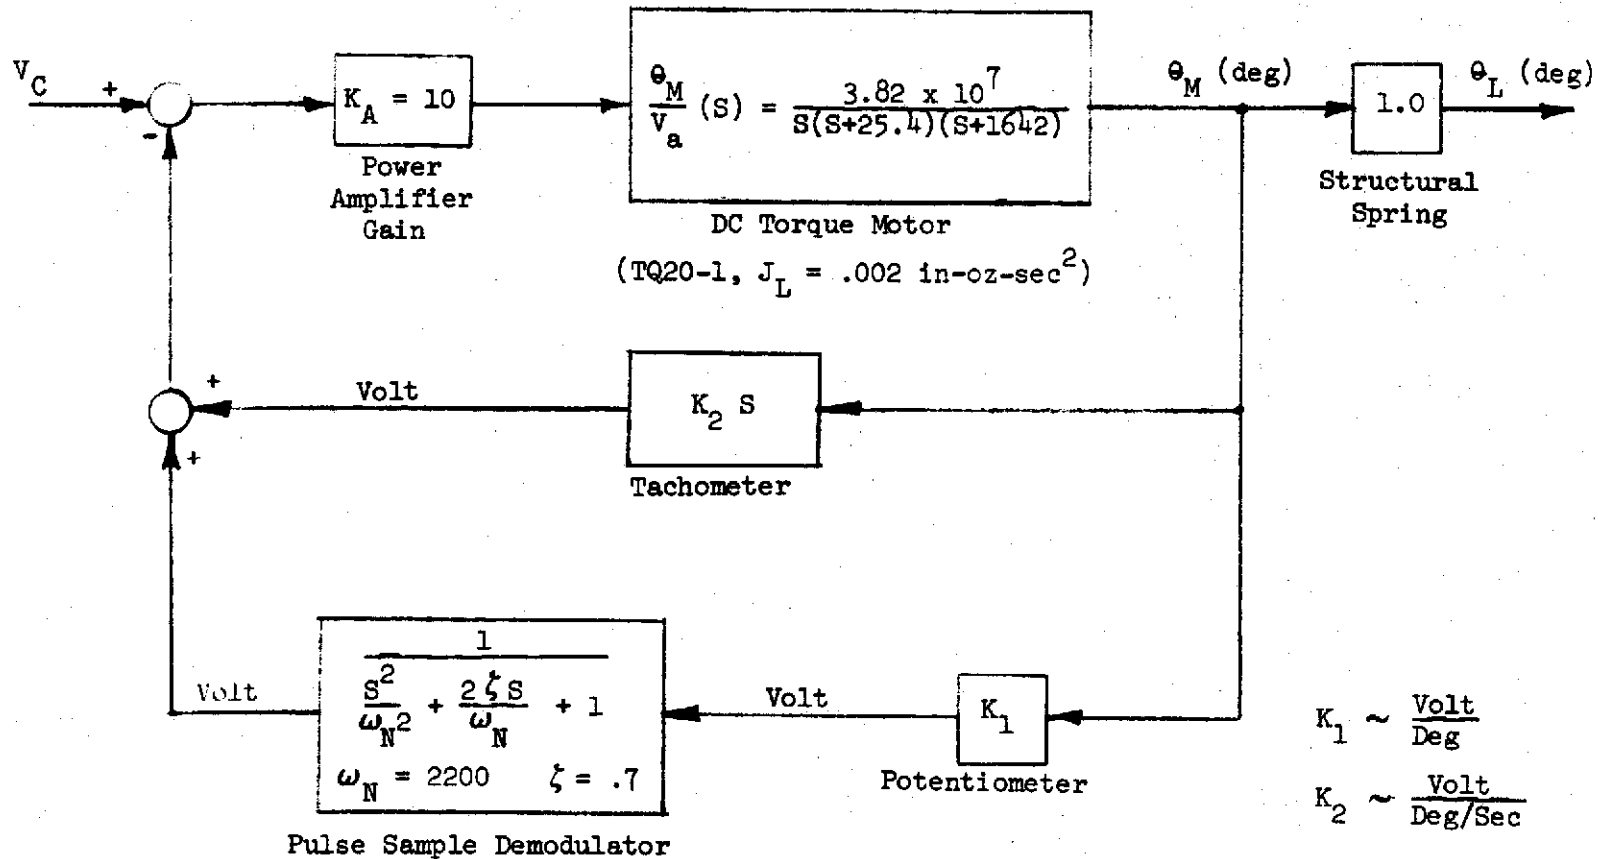 V_C
+
-
K_A = 10
Power
Amplifier
Gain
θ_M/V_a (S) = 3.82 x 10^7 / S(S+25.4)(S+1642)
DC Torque Motor
(TQ20-1, J_L = .002 in-oz-sec^2)
θ_M (deg)
1.0
θ_L (deg)
Structural
Spring
+
Volt
K_2 S
Tachometer
+
Volt
1 / S^2/ω_N^2 + 2 ζ S/ω_N + 1
ω_N = 2200 ζ = .7
Pulse Sample Demodulator
Volt
K_1
Potentiometer
K_1 ~ Volt/Deg
K_2 ~ Volt/Deg/Sec